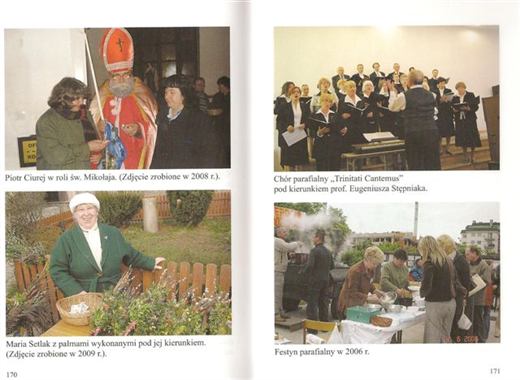 Piotr Ciurej w roli św. Mikołaja. (Zdjęcie zrobione w 2008 r.).
Maria Setlak z palmami wykonanymi pod jej kierunkiem.
(Zdjęcie zrobione w 2009 r.).
170
Chór parafialny „Trinitati Cantemus”
pod kierunkiem prof. Eugeniusza Stępniaka.
Festyn parafialny w 2006 r.
171